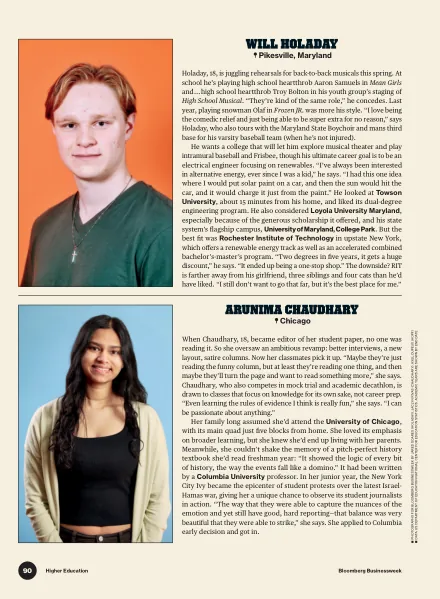 WILL HOLADAY
Pikesville, Maryland
Holaday, 18, is juggling rehearsals for back-to-back musicals this spring. At
school he's playing high school heartthrob Aaron Samuels in Mean Girls
and...high school heartthrob Troy Bolton in his youth group's staging of
High School Musical. "They're kind of the same role," he concedes. Last
year, playing snowman Olaf in Frozen JR. was more his style. "I love being
the comedic relief and just being able to be super extra for no reason," says
Holaday, who also tours with the Maryland State Boychoir and mans third
base for his varsity baseball team (when he's not injured).
He wants a college that will let him explore musical theater and play
intramural baseball and Frisbee, though his ultimate career goal is to be an
electrical engineer focusing on renewables. "I've always been interested
in alternative energy, ever since I was a kid," he says. "I had this one idea
where I would put solar paint on a car, and then the sun would hit the
car, and it would charge it just from the paint." He looked at Towson
University, about 15 minutes from his home, and liked its dual-degree
engineering program. He also considered Loyola University Maryland,
especially because of the generous scholarship it offered, and his state
system's flagship campus, University of Maryland, College Park. But the
best fit was Rochester Institute of Technology in upstate New York,
which offers a renewable energy track as well as an accelerated combined
bachelor's-master's program. "Two degrees in five years, it gets a huge
discount," he says. "It ended up being a one-stop shop." The downside? RIT
is farther away from his girlfriend, three siblings and four cats than he'd
have liked. "I still don't want to go that far, but it's the best place for me."
ARUNIMA CHAUDHARY
Chicago
When Chaudhary, 18, became editor of her student paper, no one was
reading it. So she oversaw an ambitious revamp: better interviews, a new
layout, satire columns. Now her classmates pick it up. "Maybe they're just
reading the funny column, but at least they're reading one thing, and then
maybe they'll turn the page and want to read something more," she says.
Chaudhary, who also competes in mock trial and academic decathlon, is
drawn to classes that focus on knowledge for its own sake, not career prep.
"Even learning the rules of evidence I think is really fun," she says. "I can
be passionate about anything."
Her family long assumed she'd attend the University of Chicago,
with its main quad just five blocks from home. She loved its emphasis
on broader learning, but she knew she'd end up living with her parents.
Meanwhile, she couldn't shake the memory of a pitch-perfect history
textbook she'd read freshman year: "It showed the logic of every bit
of history, the way the events fall like a domino." It had been written
by a Columbia University professor. In her junior year, the New York
City Ivy became the epicenter of student protests over the latest Israel-
Hamas war, giving her a unique chance to observe its student journalists
in action. "The way that they were able to capture the nuances of the
emotion and yet still have good, hard reporting—that balance was very
beautiful that they were able to strike," she says. She applied to Columbia
early decision and got in.
90
Higher Education
Bloomberg Businessweek